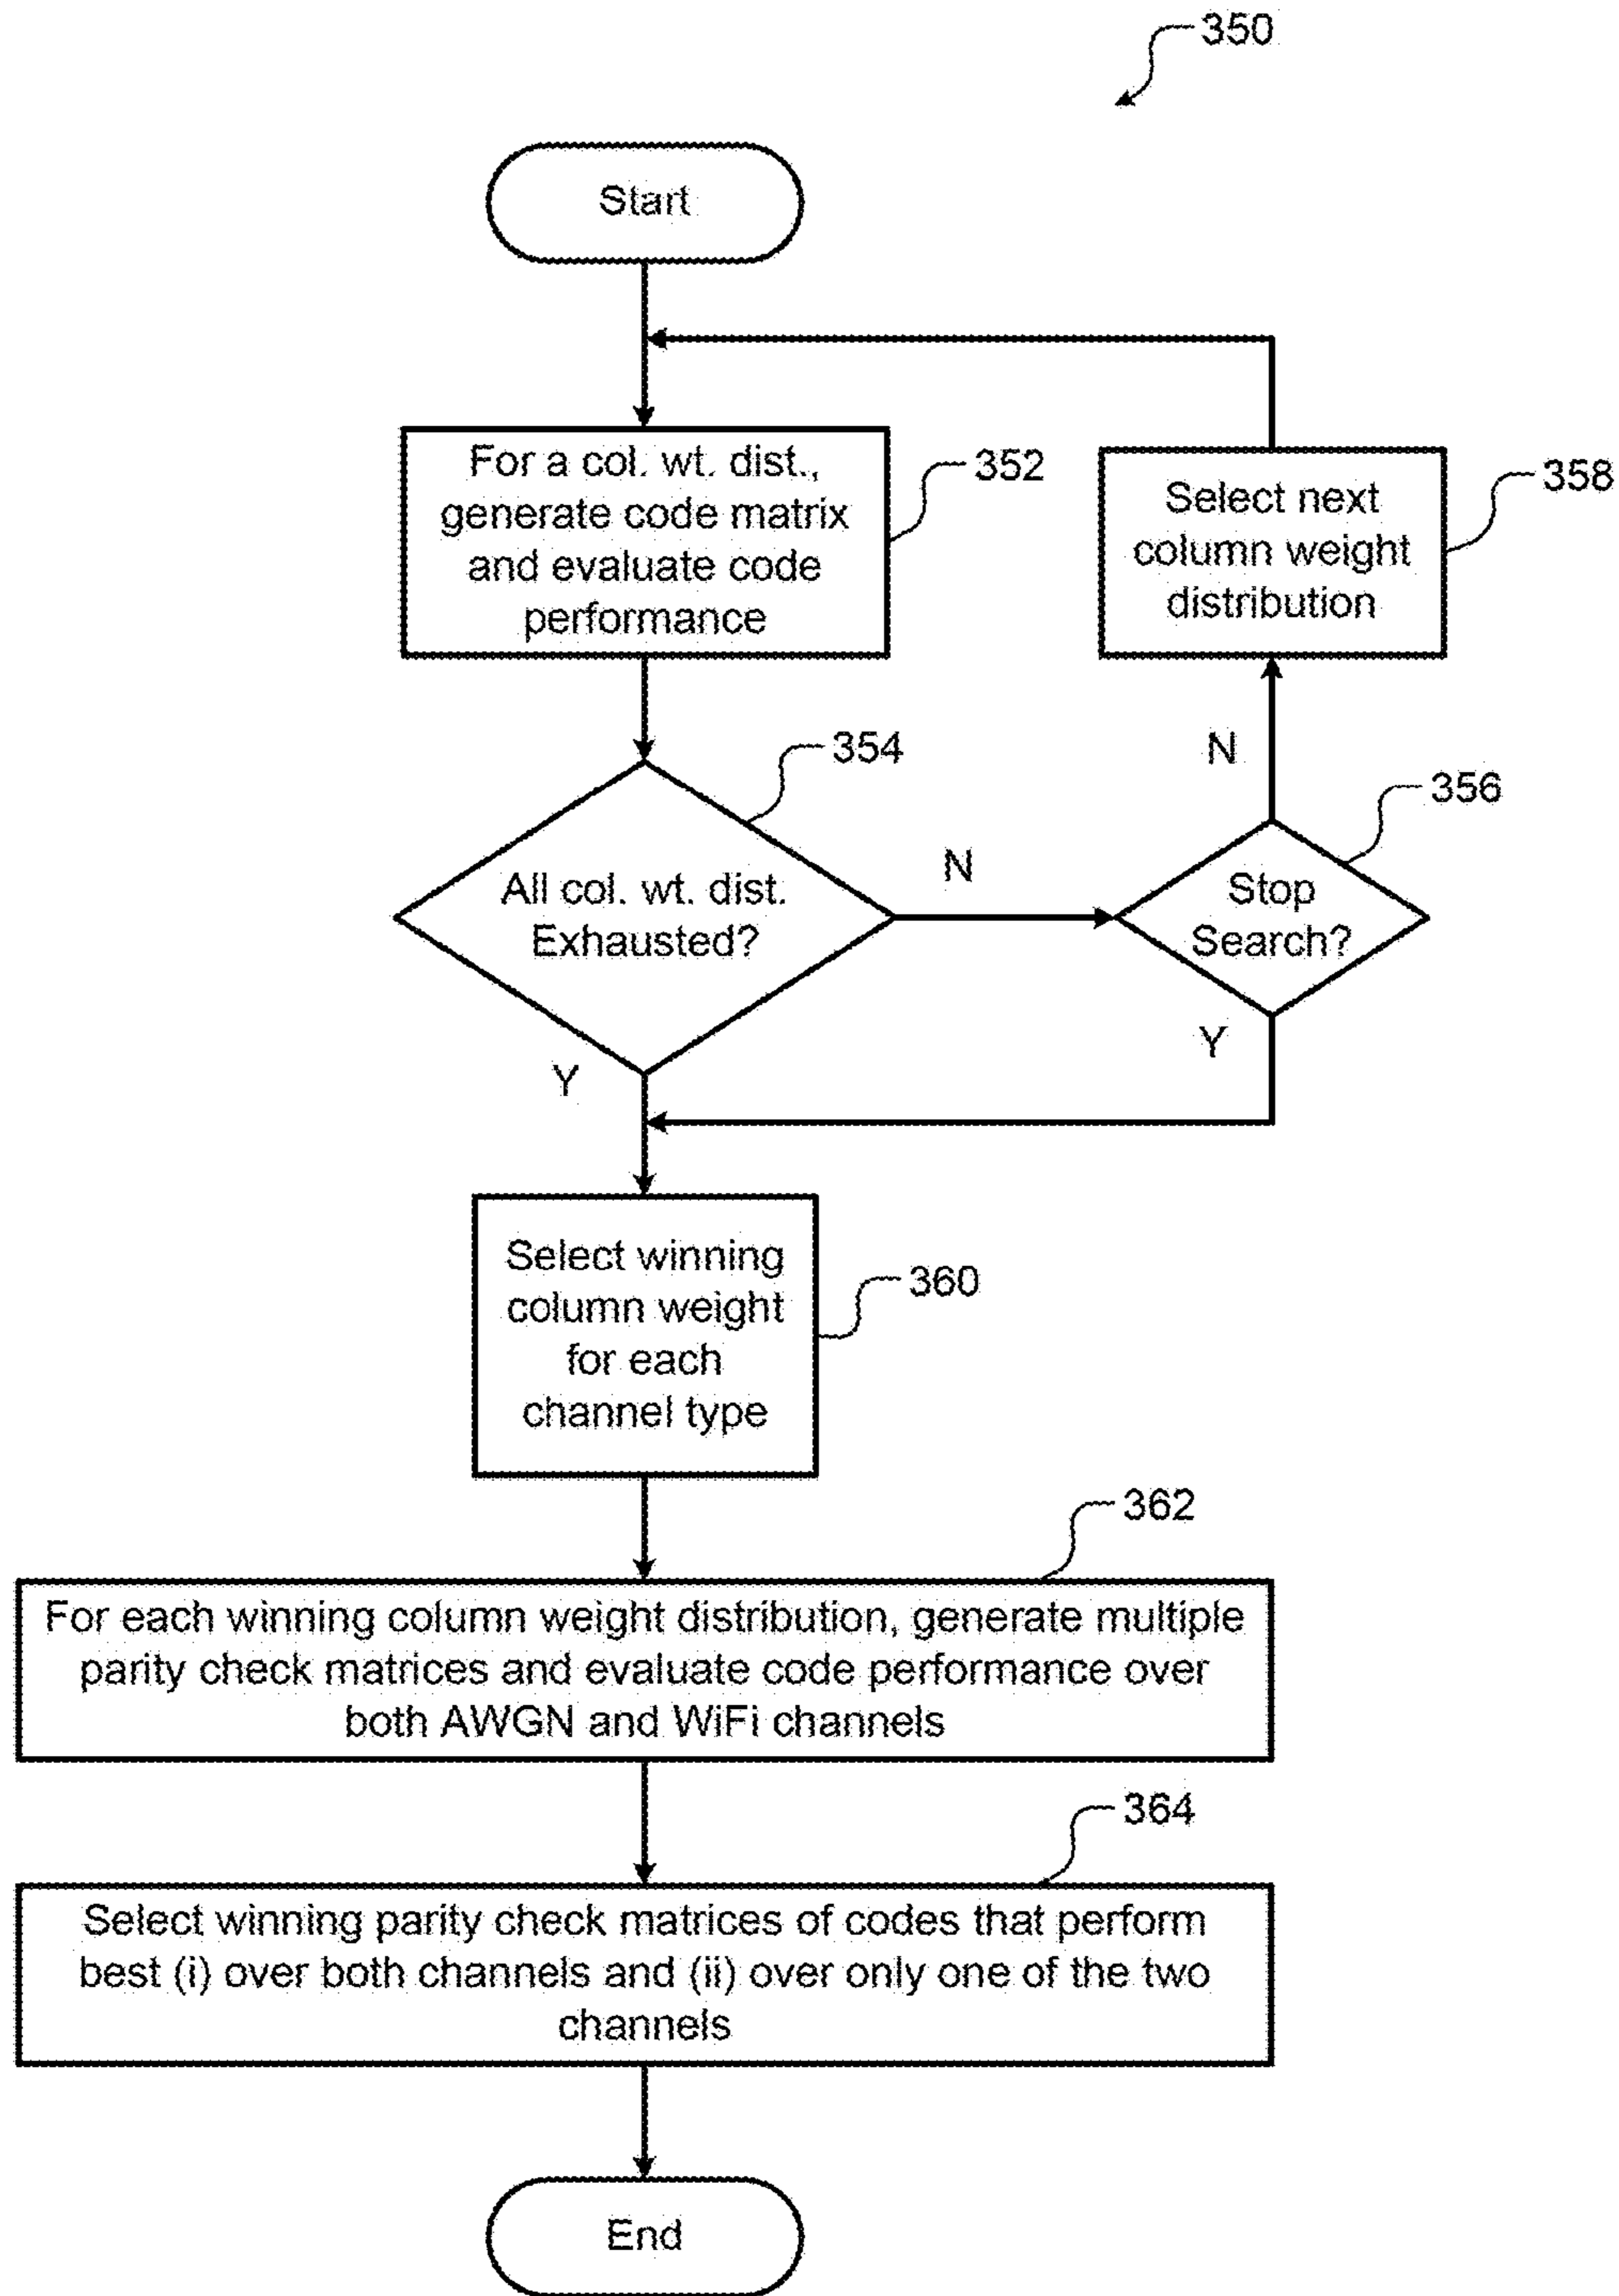 350
Start
For a col. wt. dist.,
generate code matrix
and evaluate code
performance
352
Select next
column weight
distribution
358
354
All col. wt. dist.
Exhausted?
N
Y
356
Stop
Search?
N
Y
Select winning
column weight
for each
channel type
360
362
For each winning column weight distribution, generate multiple
parity check matrices and evaluate code performance over
both AWGN and WiFi channels
364
Select winning parity check matrices of codes that perform
best (i) over both channels and (ii) over only one of the two
channels
End